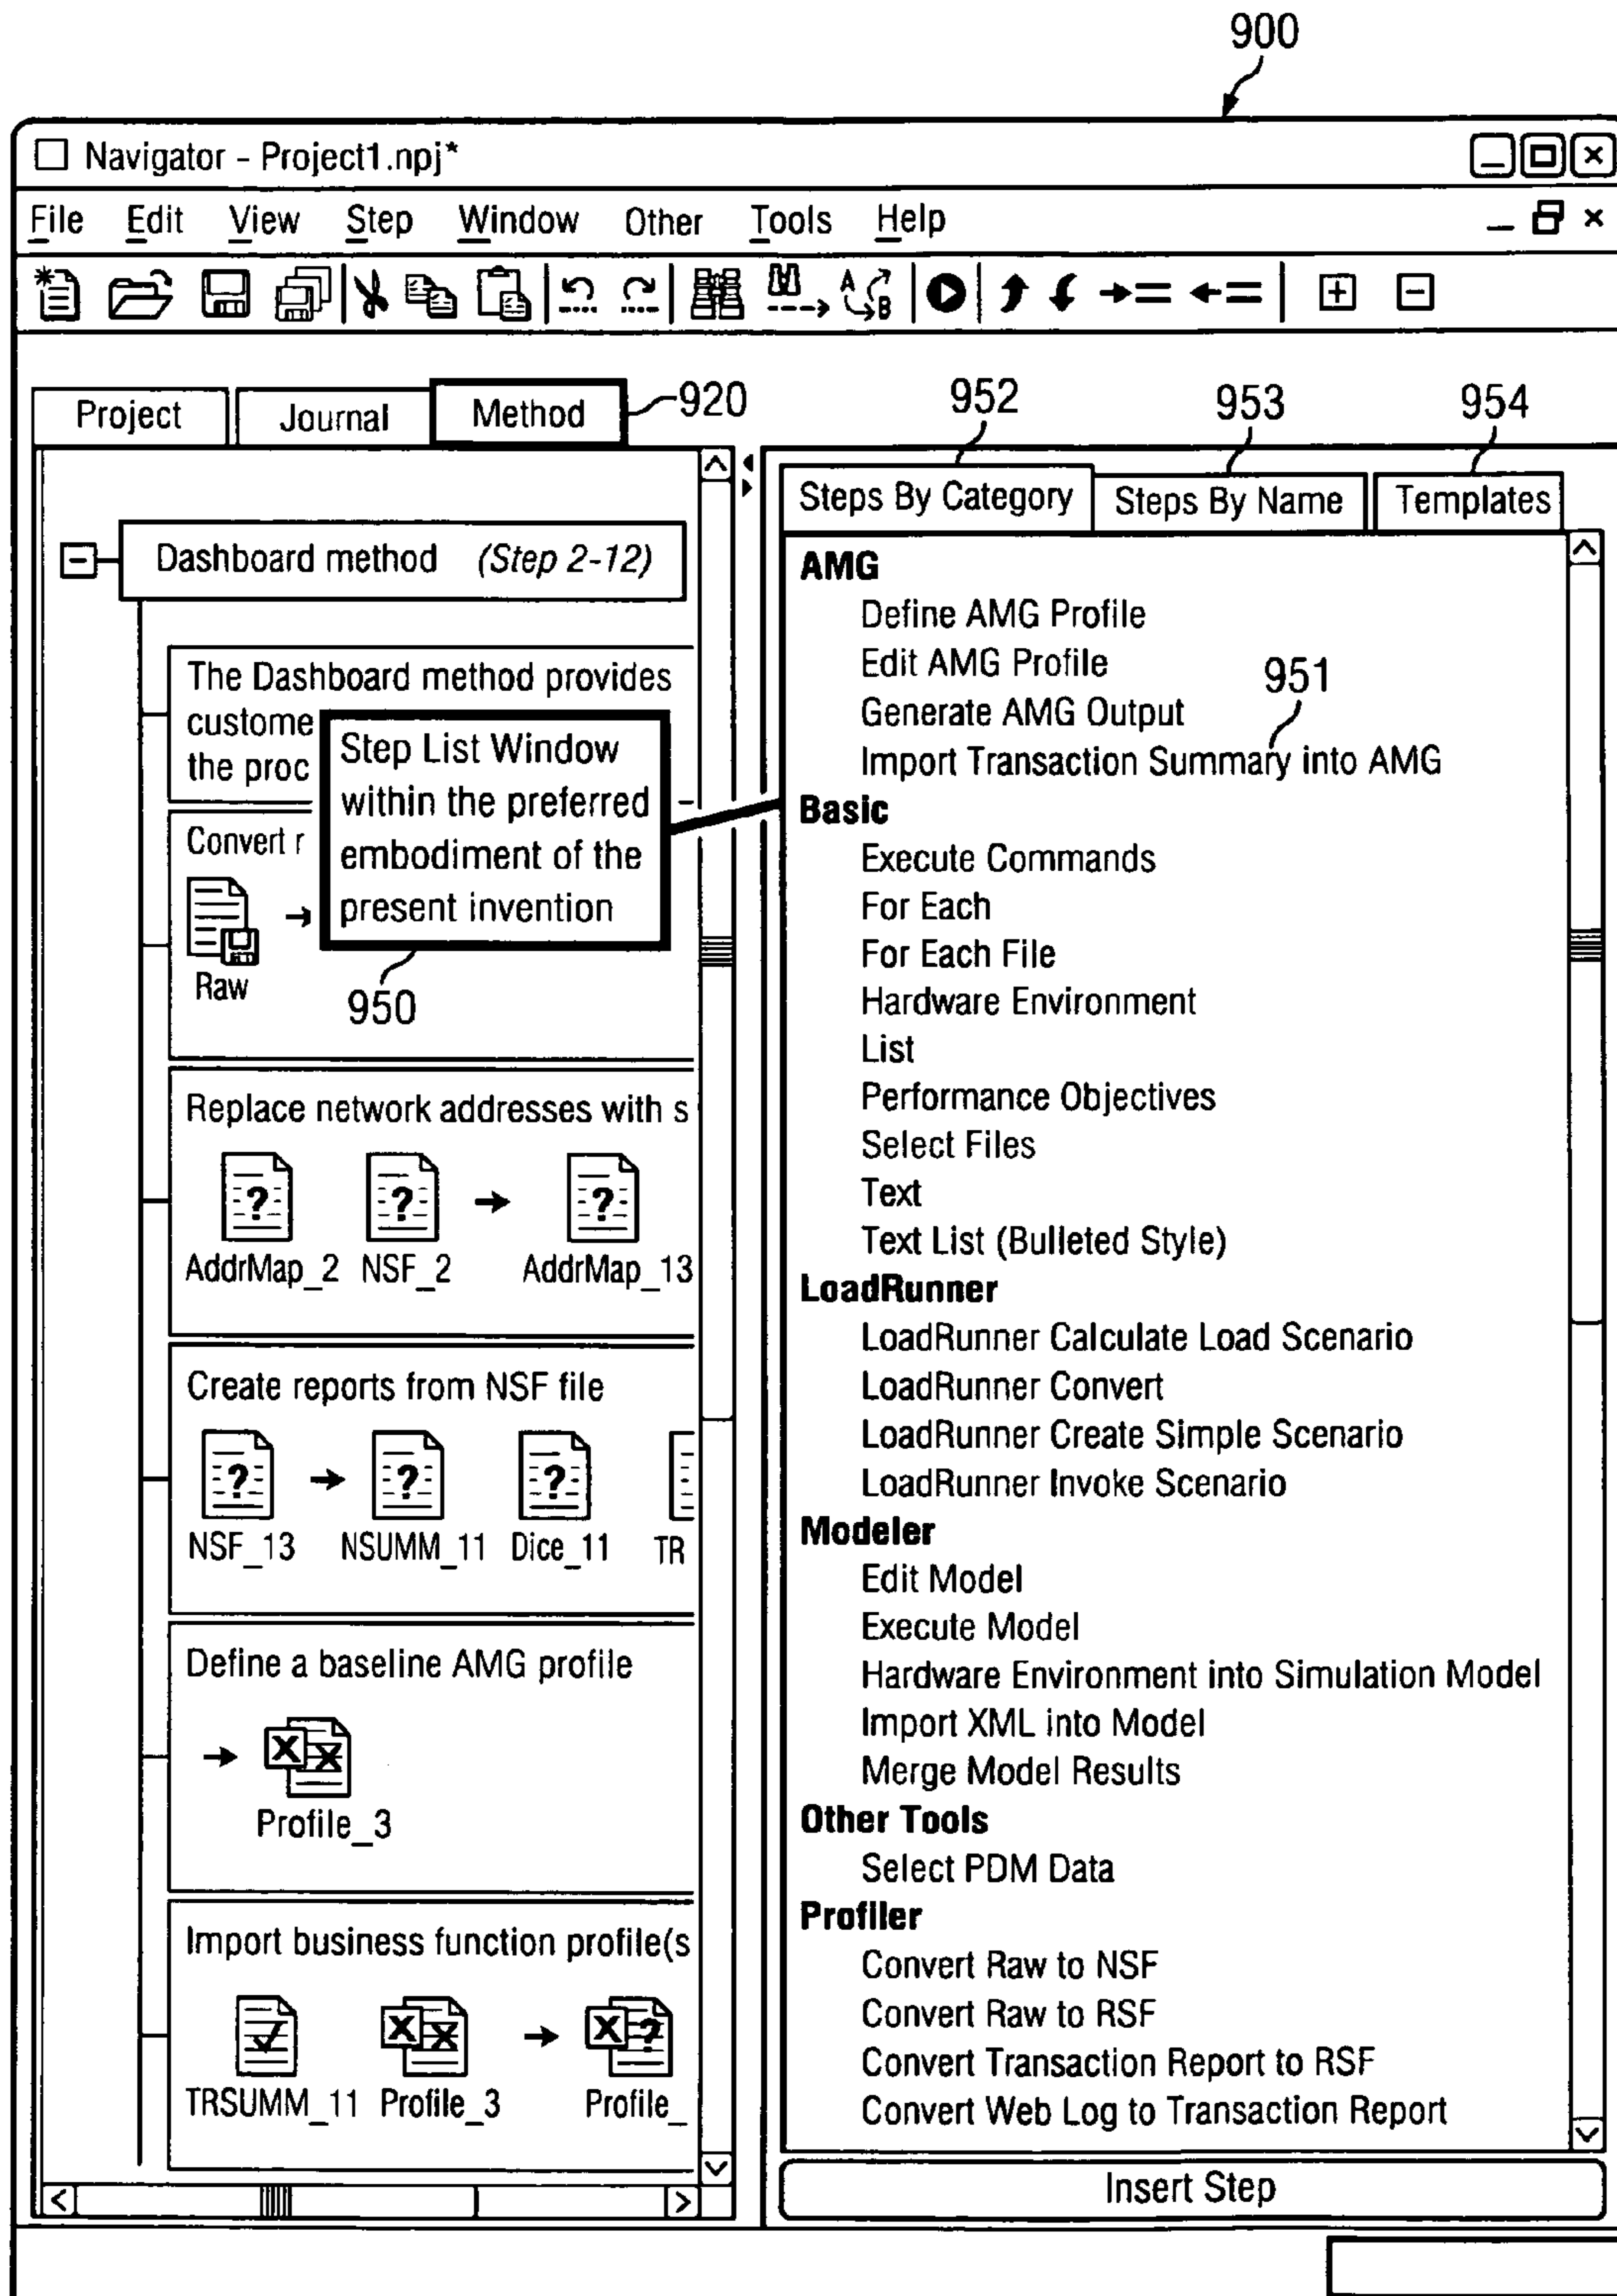 900
Navigator - Project1.npj*
File Edit View Step Window Other Tools Help
A
B
Project Journal Method 920
952 953 954
Steps By Category Steps By Name Templates
Dashboard method (Step 2-12)
The Dashboard method provides
custome
the proc
Step List Window
within the preferred
embodiment of the
present invention
950
Convert r
Raw
Replace network addresses with s
AddrMap_2 NSF_2 AddrMap_13
Create reports from NSF file
NSF_13 NSUMM_11 Dice_11 TR
Define a baseline AMG profile
Profile_3
Import business function profile(s
TRSUMM_11 Profile_3 Profile_
AMG
Define AMG Profile
Edit AMG Profile
951
Generate AMG Output
Import Transaction Summary into AMG
Basic
Execute Commands
For Each
For Each File
Hardware Environment
List
Performance Objectives
Select Files
Text
Text List (Bulleted Style)
LoadRunner
LoadRunner Calculate Load Scenario
LoadRunner Convert
LoadRunner Create Simple Scenario
LoadRunner Invoke Scenario
Modeler
Edit Model
Execute Model
Hardware Environment into Simulation Model
Import XML into Model
Merge Model Results
Other Tools
Select PDM Data
Profiler
Convert Raw to NSF
Convert Raw to RSF
Convert Transaction Report to RSF
Convert Web Log to Transaction Report
Insert Step